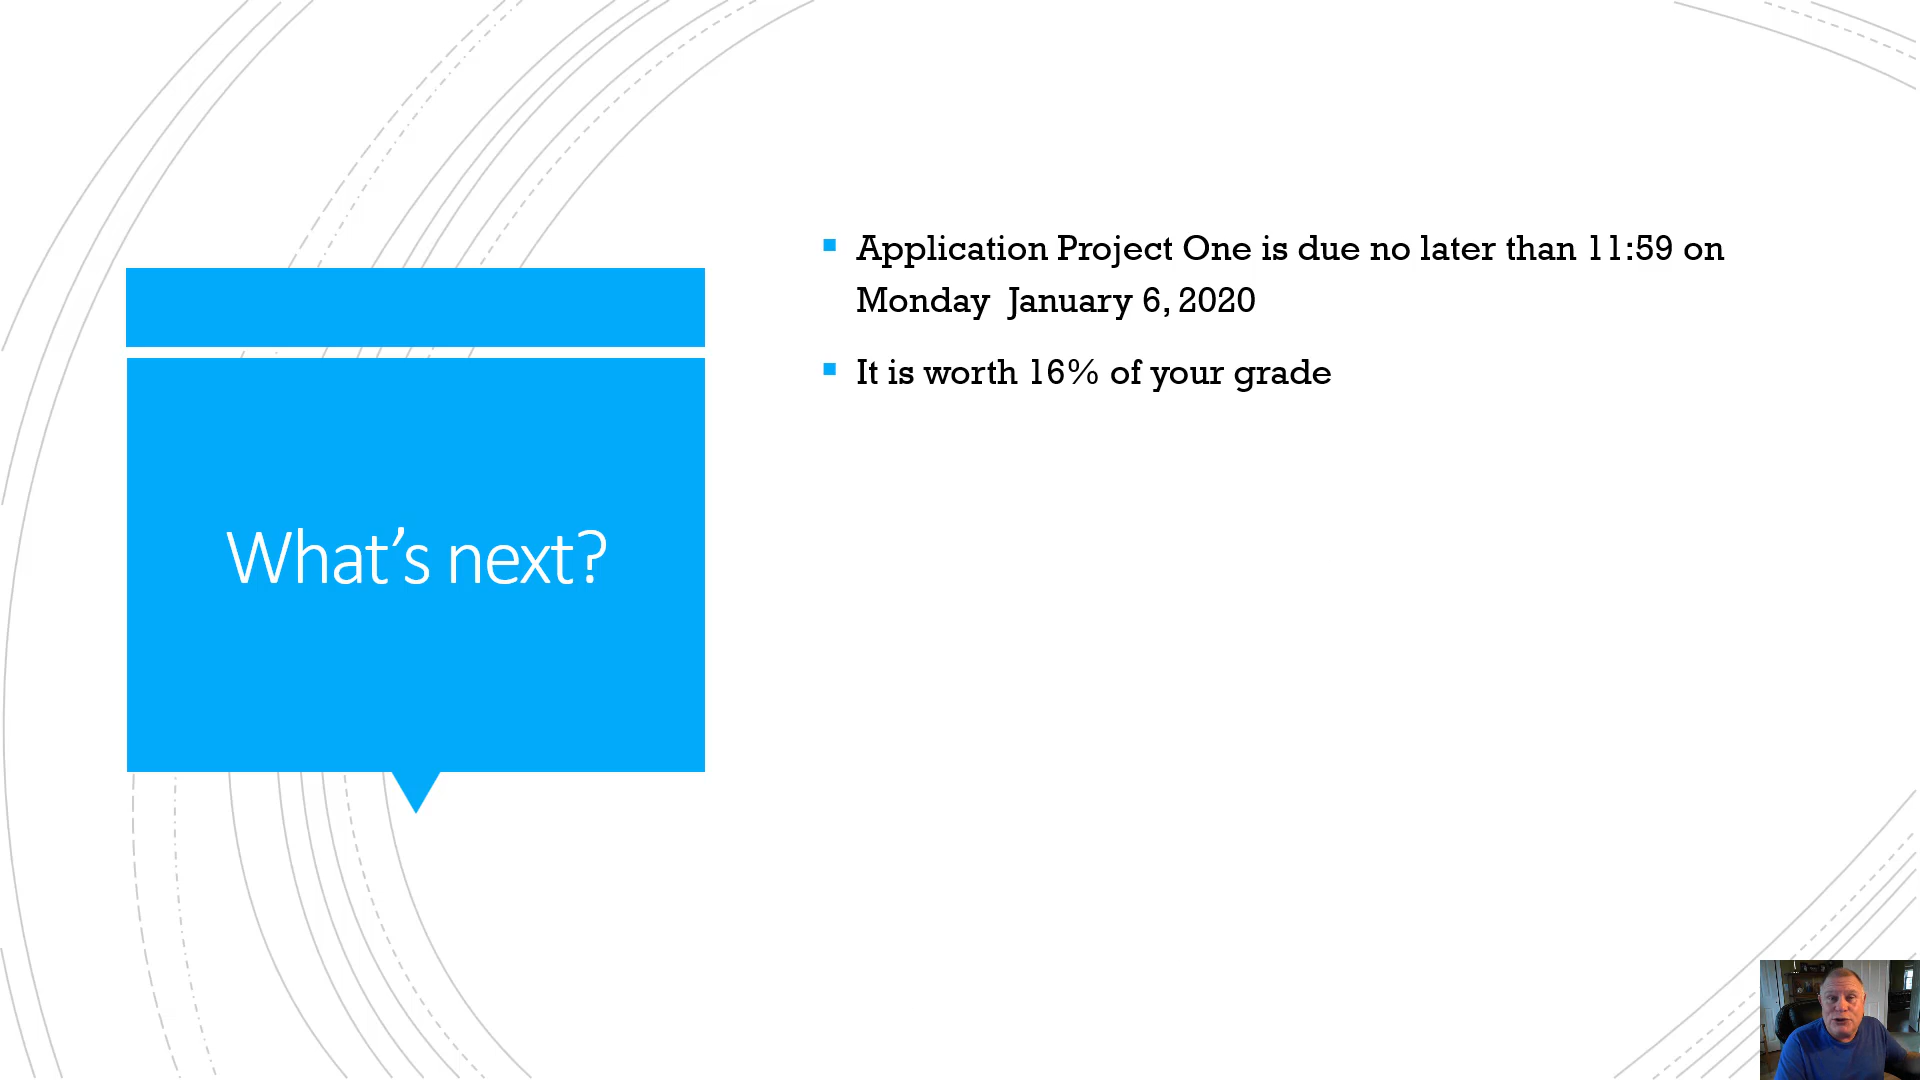 What’s next?
Application Project One is due no later than 11:59 on
Monday  January 6, 2020
It is worth 16% of your grade